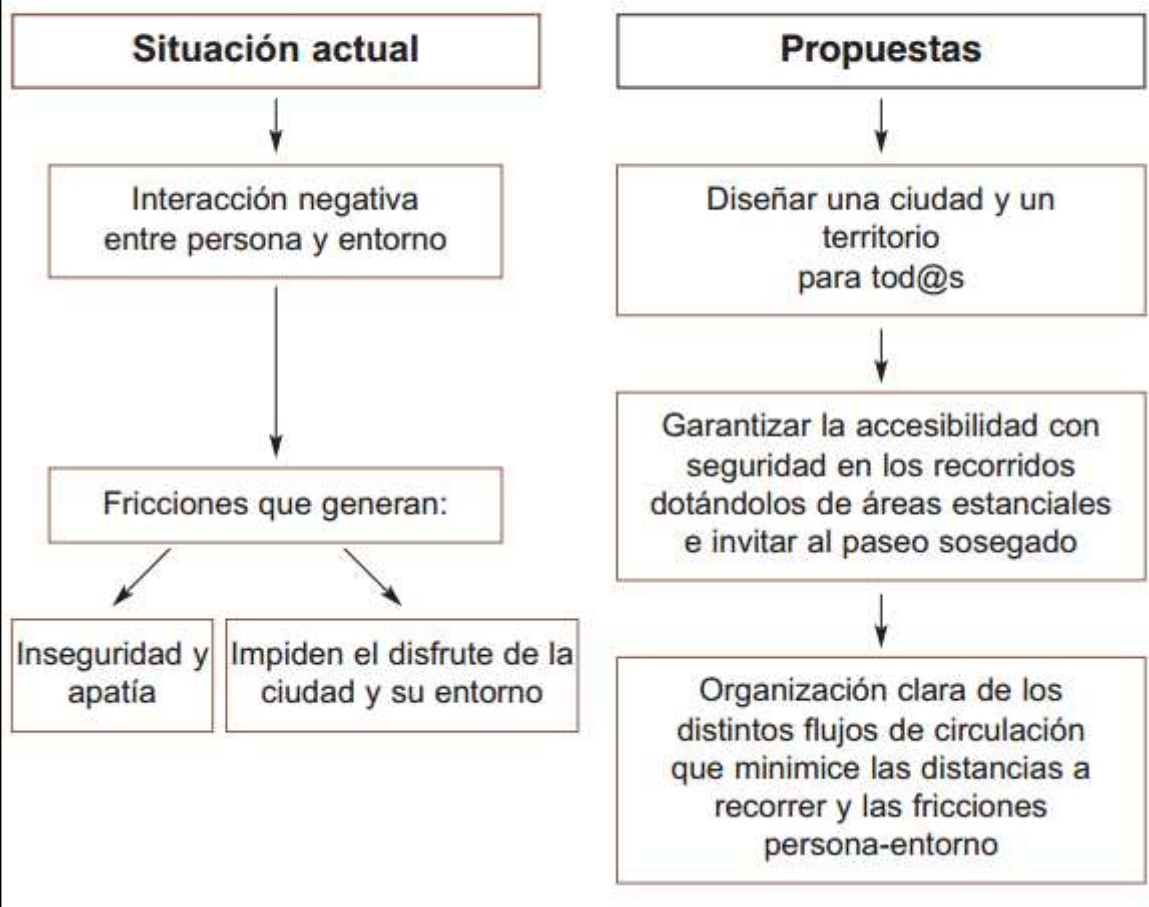 Situación actual
Interacción negativa
entre persona y entorno
Fricciones que generan:
Inseguridad y
apatía
Impiden el disfrute de la
ciudad y su entorno
Propuestas
Diseñar una ciudad y un
territorio
para tod@s
Garantizar la accesibilidad con
seguridad en los recorridos
dotándolos de áreas estanciales
e invitar al paseo sosegado
Organización clara de los
distintos flujos de circulación
que minimice las distancias a
recorrer y las fricciones
persona-entorno